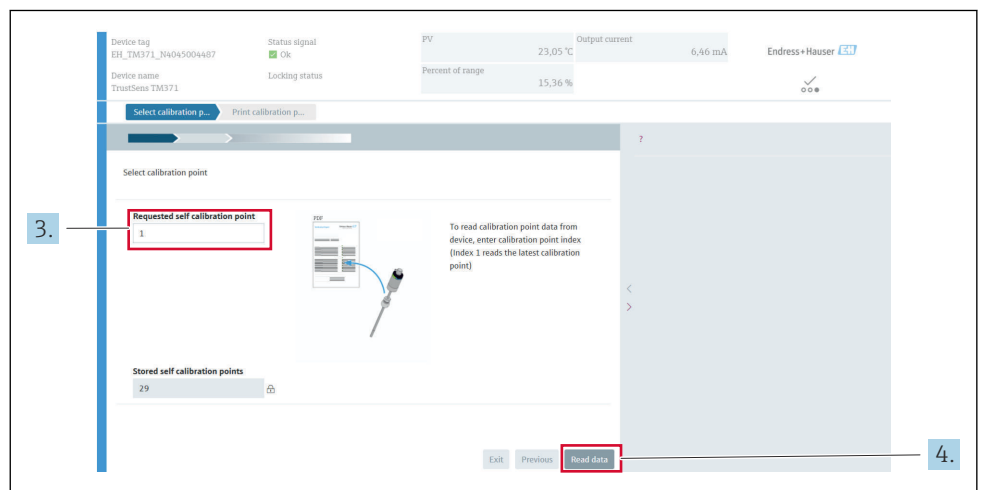 Device tag
EH_TM371_N4045004487
Status signal
Ok
PV
23,05 °C
Output current
6,46 mA
Endress+Hauser EH
Device name
TrustSens TM371
Locking status
Percent of range
15,36 %
Select calibration p...
Print calibration p...
?
Select calibration point
3.
Requested self calibration point
1
PDF
To read calibration point data from
device, enter calibration point index
(Index 1 reads the latest calibration
point)
<
>
Stored self calibration points
29
Exit
Previous
Read data
4.